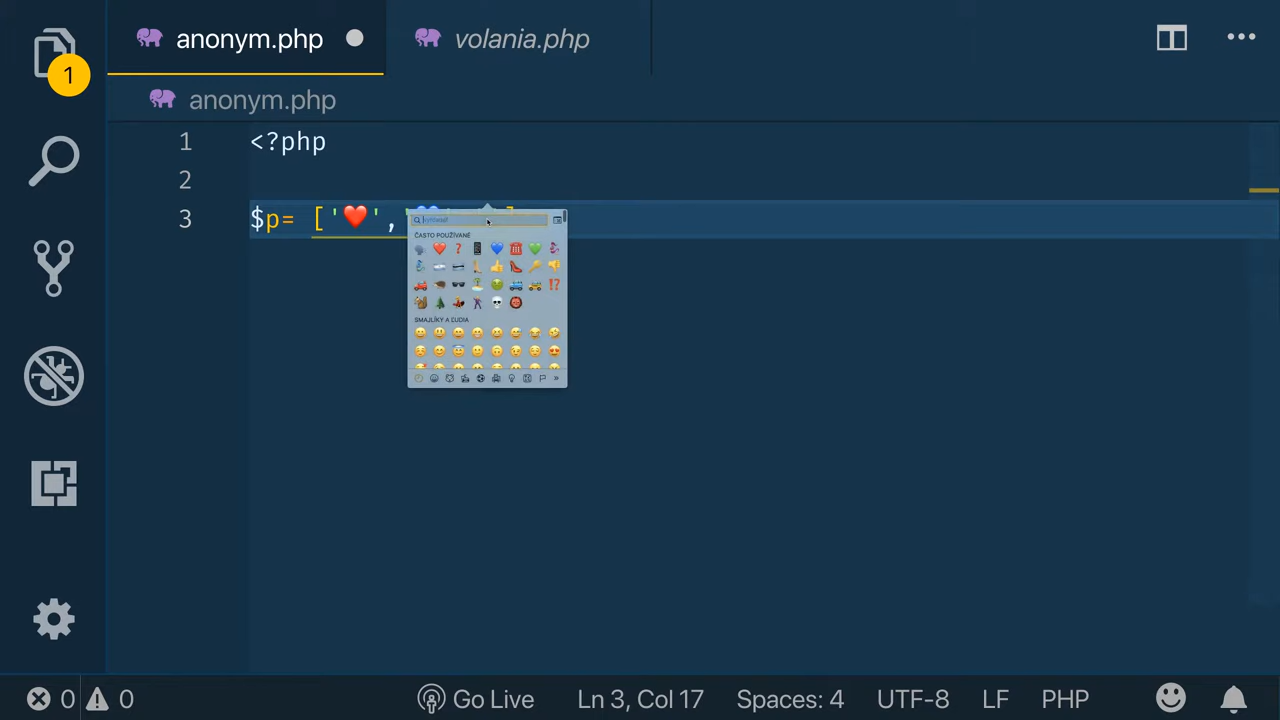 anonym.php
volania.php
1
anonym.php
1 <?php
2
3 $p= ['❤️','💙
Vyhľadať
ČASTO POUŽÍVANÉ
SMAJLÍKY A ĽUDIA
0 0
Go Live
Ln 3, Col 17
Spaces: 4
UTF-8
LF
PHP